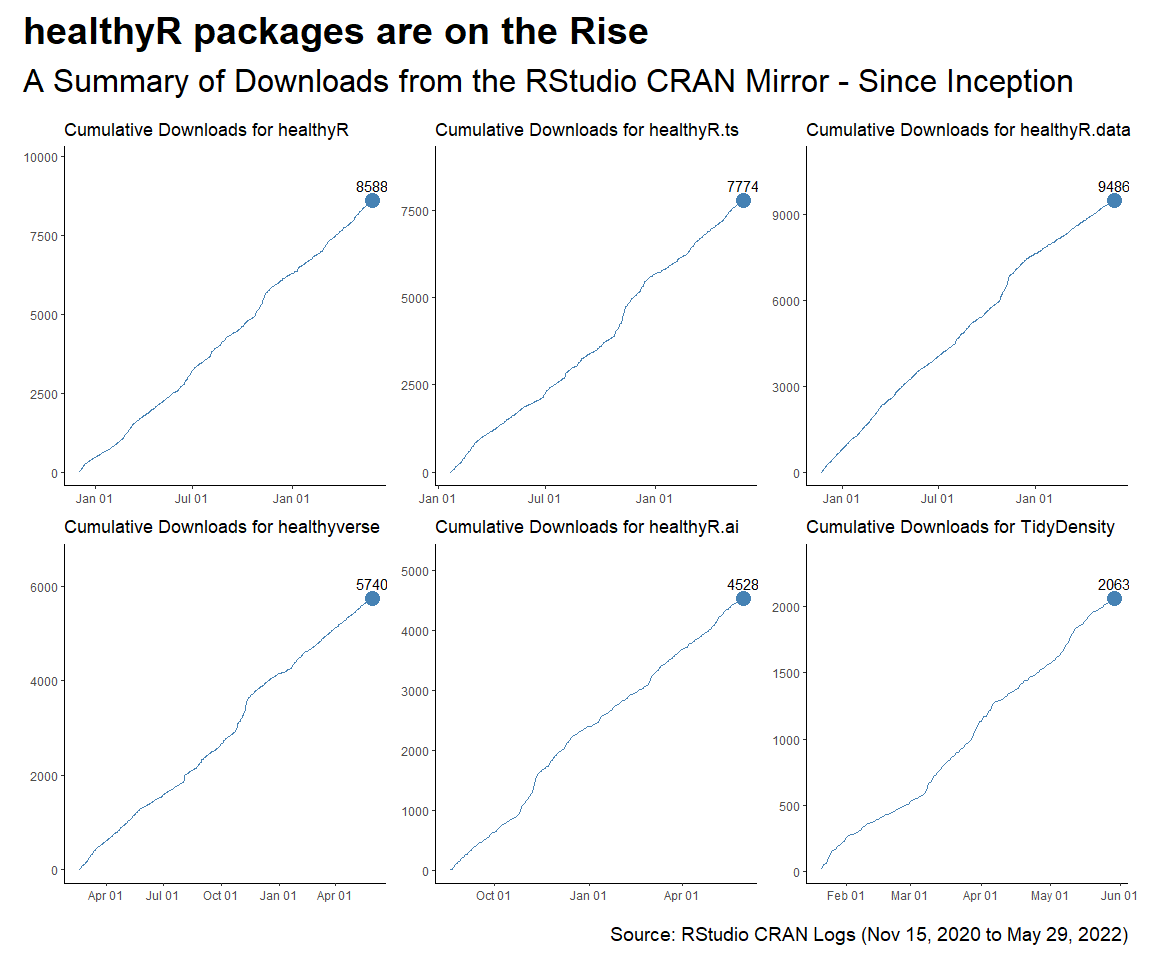 healthyR packages are on the Rise
A Summary of Downloads from the RStudio CRAN Mirror - Since Inception
Cumulative Downloads for healthyR
10000
7500
5000
2500
0
8588
Jan 01 Jul 01 Jan 01
Cumulative Downloads for healthyR.ts
7500
5000
2500
0
7774
Jan 01 Jul 01 Jan 01
Cumulative Downloads for healthyR.data
9000
6000
3000
0
9486
Jan 01 Jul 01 Jan 01
Cumulative Downloads for healthyverse
6000
4000
2000
0
5740
Apr 01 Jul 01 Oct 01 Jan 01 Apr 01
Cumulative Downloads for healthyR.ai
5000
4000
3000
2000
1000
0
4528
Oct 01 Jan 01 Apr 01
Cumulative Downloads for TidyDensity
2000
1500
1000
500
0
2063
Feb 01 Mar 01 Apr 01 May 01 Jun 01
Source: RStudio CRAN Logs (Nov 15, 2020 to May 29, 2022)